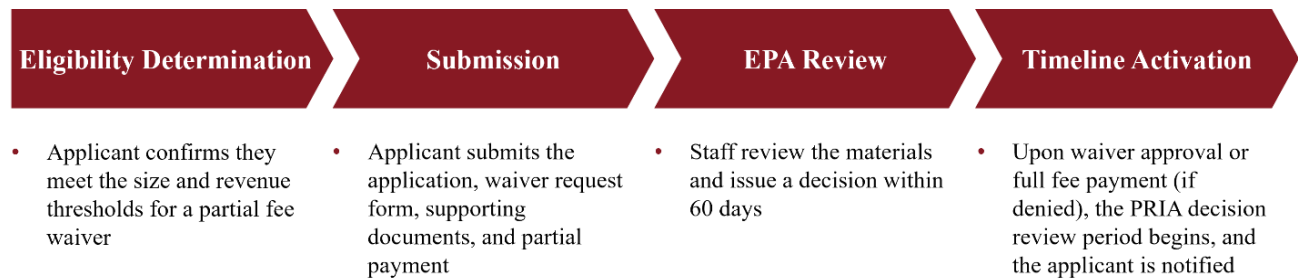 Eligibility Determination
Submission
EPA Review
Timeline Activation
• Applicant confirms they
meet the size and revenue
thresholds for a partial fee
waiver
• Applicant submits the
application, waiver request
form, supporting
documents, and partial
payment
• Staff review the materials
and issue a decision within
60 days
• Upon waiver approval or
full fee payment (if
denied), the PRIA decision
review period begins, and
the applicant is notified